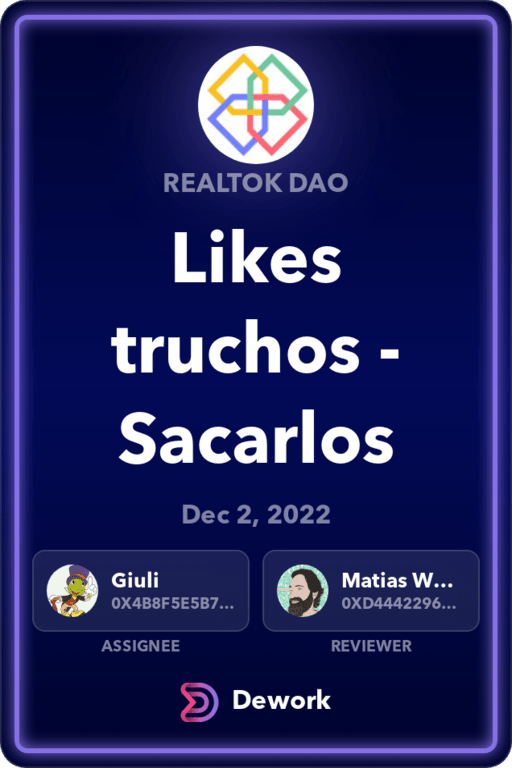 REALTOK DAO
Likes
truchos -
Sacarlos
Dec 2, 2022
Giuli
0X4B8F5E5B7...
ASSIGNEE
Matias W...
0XD4442296...
REVIEWER
Dework